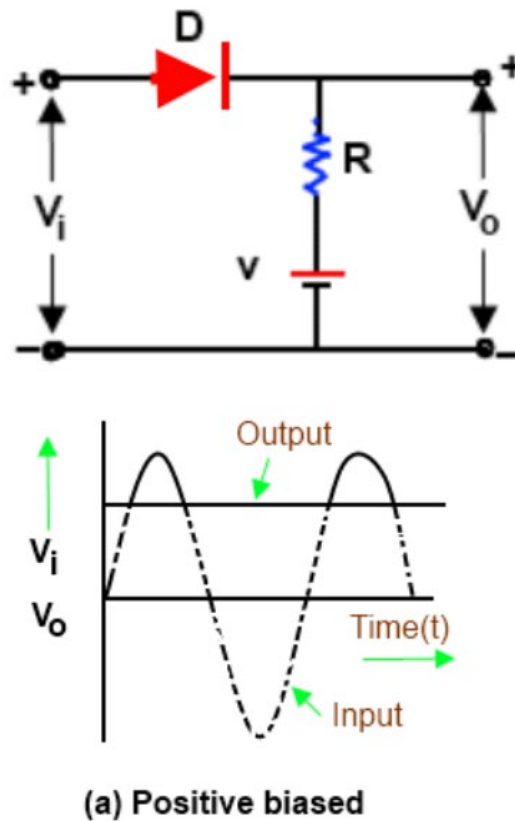 D
+ +
R
Vi Vo
v
– –
Output
Vi
Vo
Time(t)
Input
(a) Positive biased